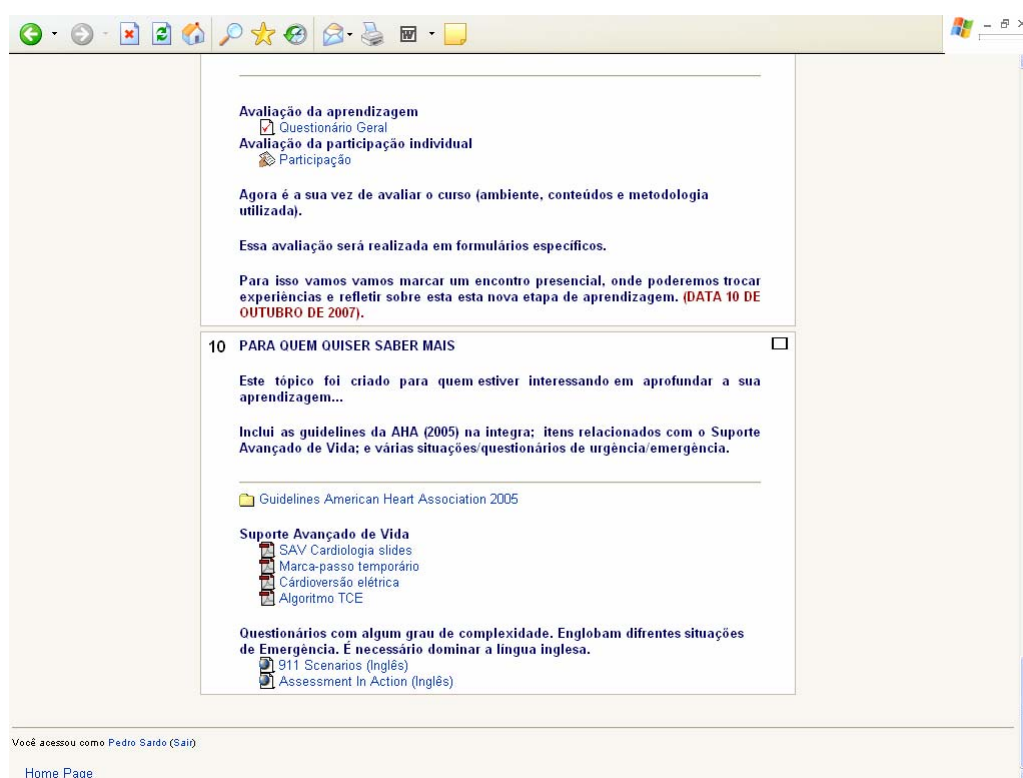 Avaliação da aprendizagem
Questionário Geral
Avaliação da participação individual
Participação
Agora é a sua vez de avaliar o curso (ambiente, conteúdos e metodologia
utilizada).
Essa avaliação será realizada em formulários específicos.
Para isso vamos vamos marcar um encontro presencial, onde poderemos trocar
experiências e refletir sobre esta esta nova etapa de aprendizagem. (DATA 10 DE
OUTUBRO DE 2007).
10 PARA QUEM QUISER SABER MAIS
Este tópico foi criado para quem estiver interessando em aprofundar a sua
aprendizagem...
Inclui as guidelines da AHA (2005) na integra; itens relacionados com o Suporte
Avançado de Vida; e várias situações/questionários de urgência/emergência.
Guidelines American Heart Association 2005
Suporte Avançado de Vida
SAV Cardiologia slides
Marca-passo temporário
Cárdioversão elétrica
Algoritmo TCE
Questionários com algum grau de complexidade. Englobam difrentes situações
de Emergência. É necessário dominar a língua inglesa.
911 Scenarios (Inglês)
Assessment In Action (Inglês)
Você acessou como Pedro Sardo (Sair)
Home Page